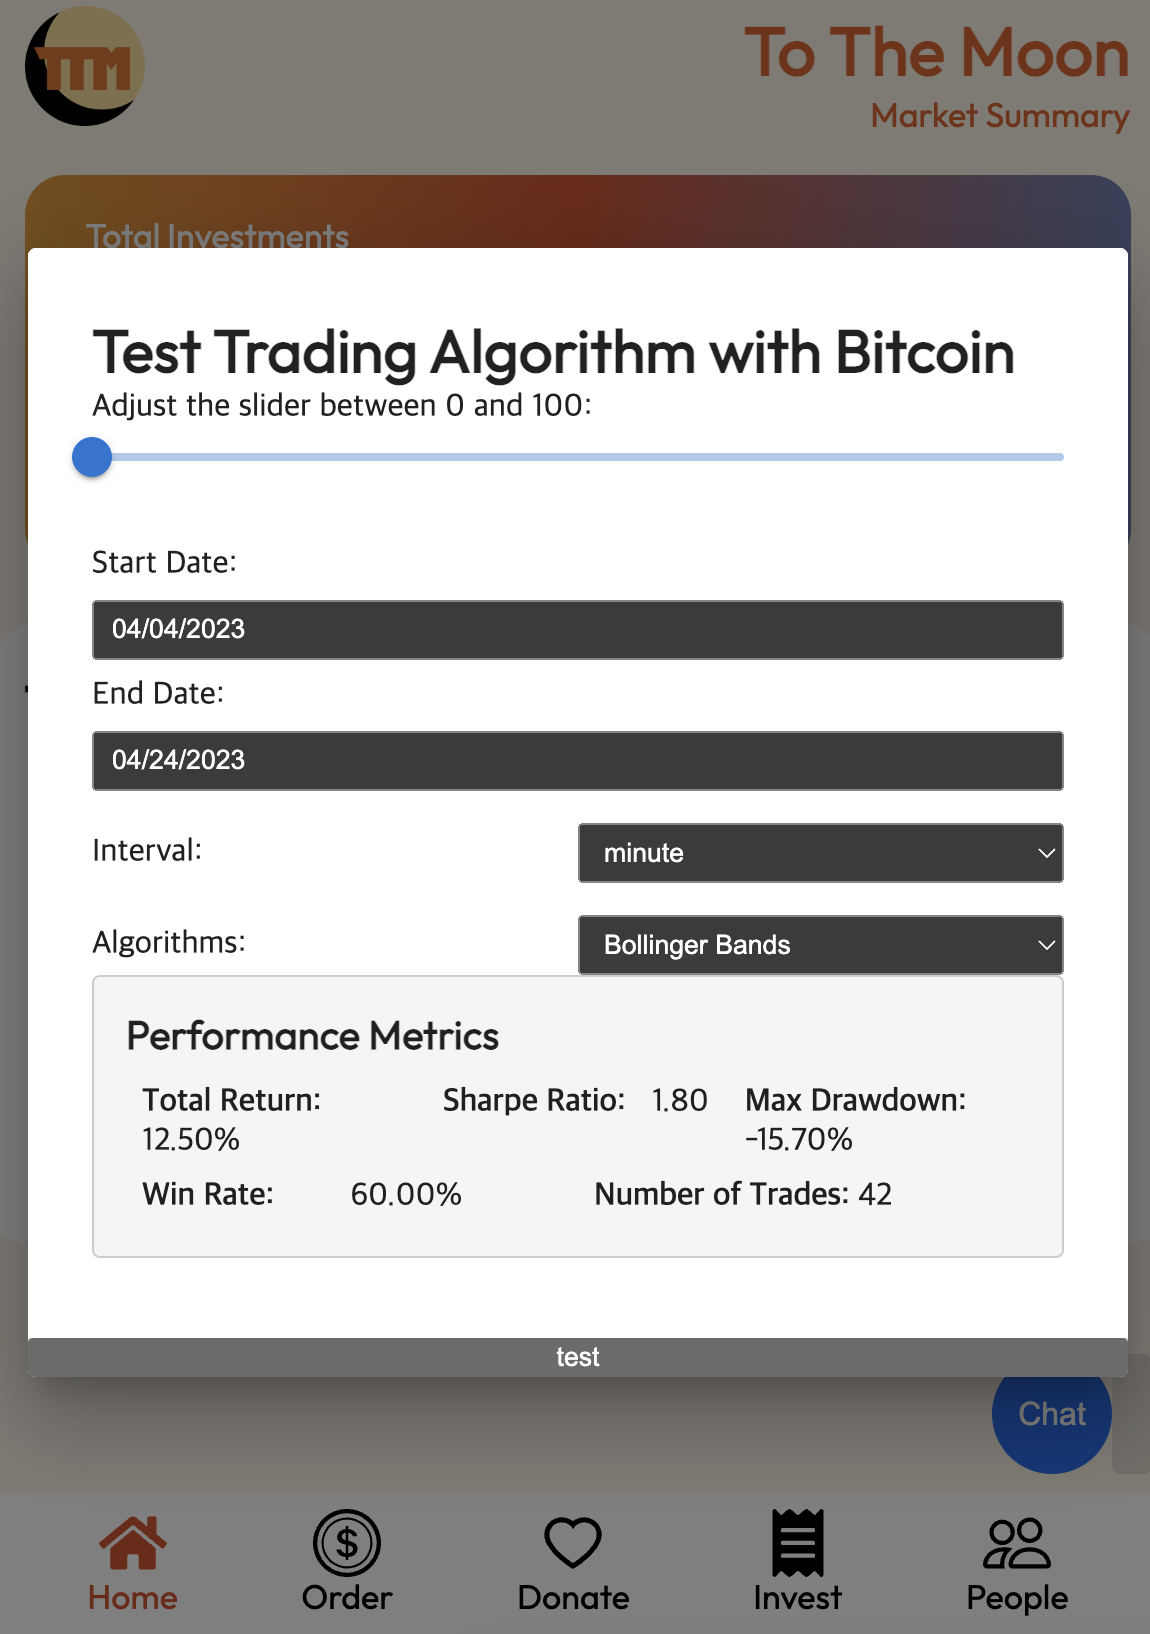 TTM
To The Moon
Market Summary
Total Investments
Test Trading Algorithm with Bitcoin
Adjust the slider between 0 and 100:
Start Date:
04/04/2023
End Date:
04/24/2023
Interval: minute
Algorithms: Bollinger Bands
Performance Metrics
Total Return: Sharpe Ratio: 1.80 Max Drawdown:
12.50% -15.70%
Win Rate: 60.00% Number of Trades: 42
test
Chat
Home Order Donate Invest People